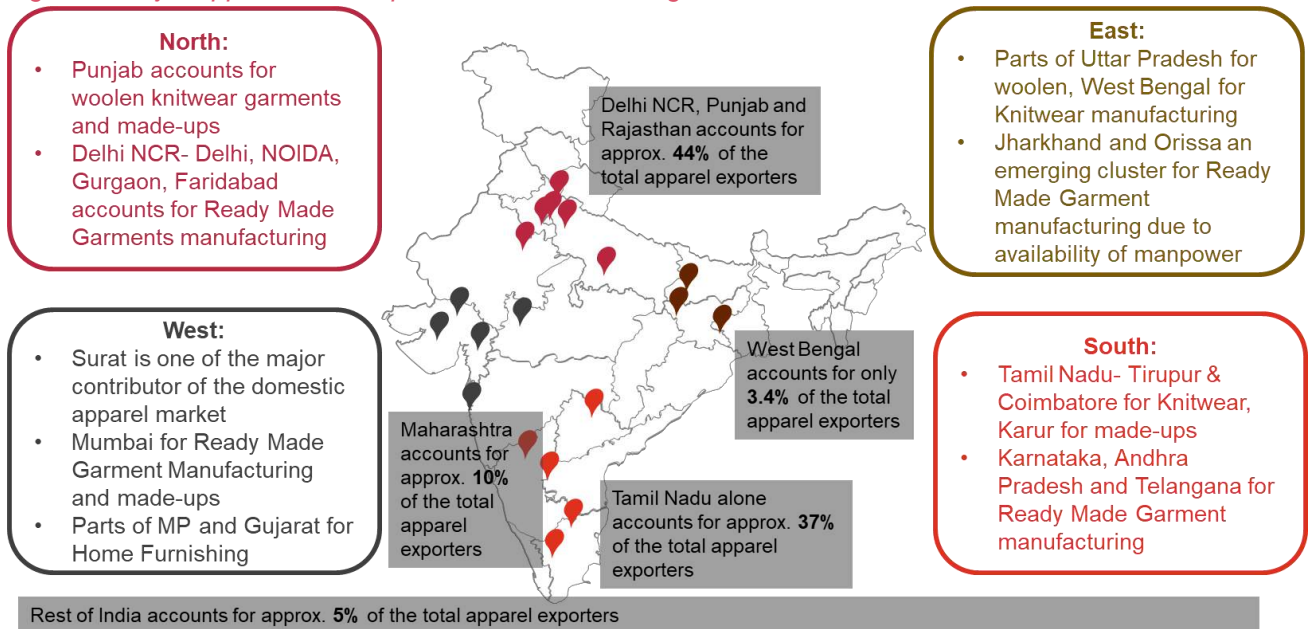 North:
• Punjab accounts for
woolen knitwear garments
and made-ups
• Delhi NCR- Delhi, NOIDA,
Gurgaon, Faridabad
accounts for Ready Made
Garments manufacturing
Delhi NCR, Punjab and
Rajasthan accounts for
approx. 44% of the
total apparel exporters
East:
• Parts of Uttar Pradesh for
woolen, West Bengal for
Knitwear manufacturing
• Jharkhand and Orissa an
emerging cluster for Ready
Made Garment
manufacturing due to
availability of manpower
West:
• Surat is one of the major
contributor of the domestic
apparel market
• Mumbai for Ready Made
Garment Manufacturing
and made-ups
• Parts of MP and Gujarat for
Home Furnishing
Maharashtra
accounts for
approx. 10%
of the total
apparel
exporters
West Bengal
accounts for only
3.4% of the total
apparel exporters
Tamil Nadu alone
accounts for approx. 37%
of the total apparel
exporters
South:
• Tamil Nadu- Tirupur &
Coimbatore for Knitwear,
Karur for made-ups
• Karnataka, Andhra
Pradesh and Telangana for
Ready Made Garment
manufacturing
Rest of India accounts for approx. 5% of the total apparel exporters